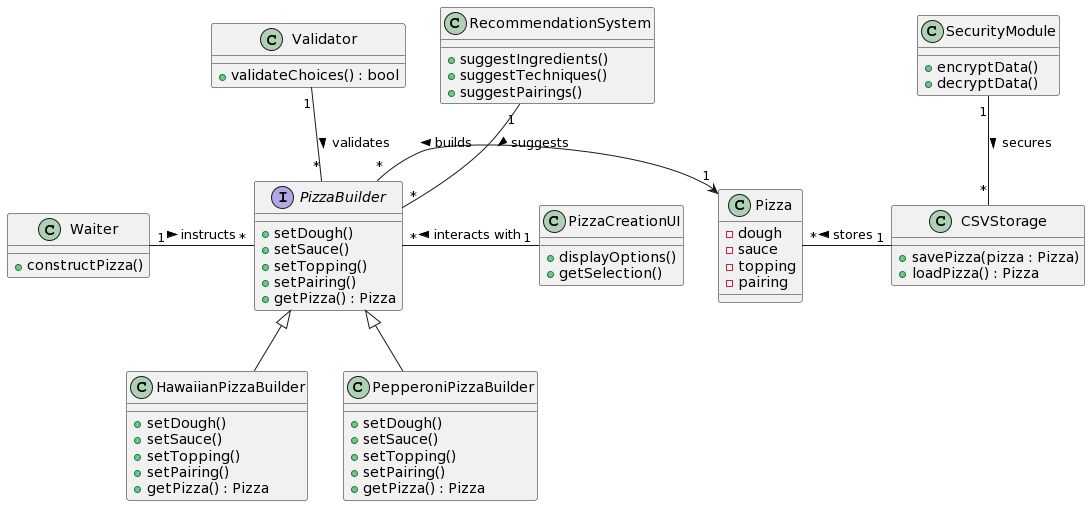 C RecommendationSystem
suggestIngredients()
suggestTechniques()
suggestPairings()
C Validator
validateChoices() : bool
C SecurityModule
encryptData()
decryptData()
1
validates
*
1
suggests
*
builds
*
1
1
secures
*
I PizzaBuilder
setDough()
setSauce()
setTopping()
setPairing()
getPizza() : Pizza
C Waiter
constructPizza()
1
instructs
*
C PizzaCreationUI
displayOptions()
getSelection()
*
interacts with
1
C Pizza
dough
sauce
topping
pairing
*
stores
1
C CSVStorage
savePizza(pizza : Pizza)
loadPizza() : Pizza
C HawaiianPizzaBuilder
setDough()
setSauce()
setTopping()
setPairing()
getPizza() : Pizza
C PepperoniPizzaBuilder
setDough()
setSauce()
setTopping()
setPairing()
getPizza() : Pizza